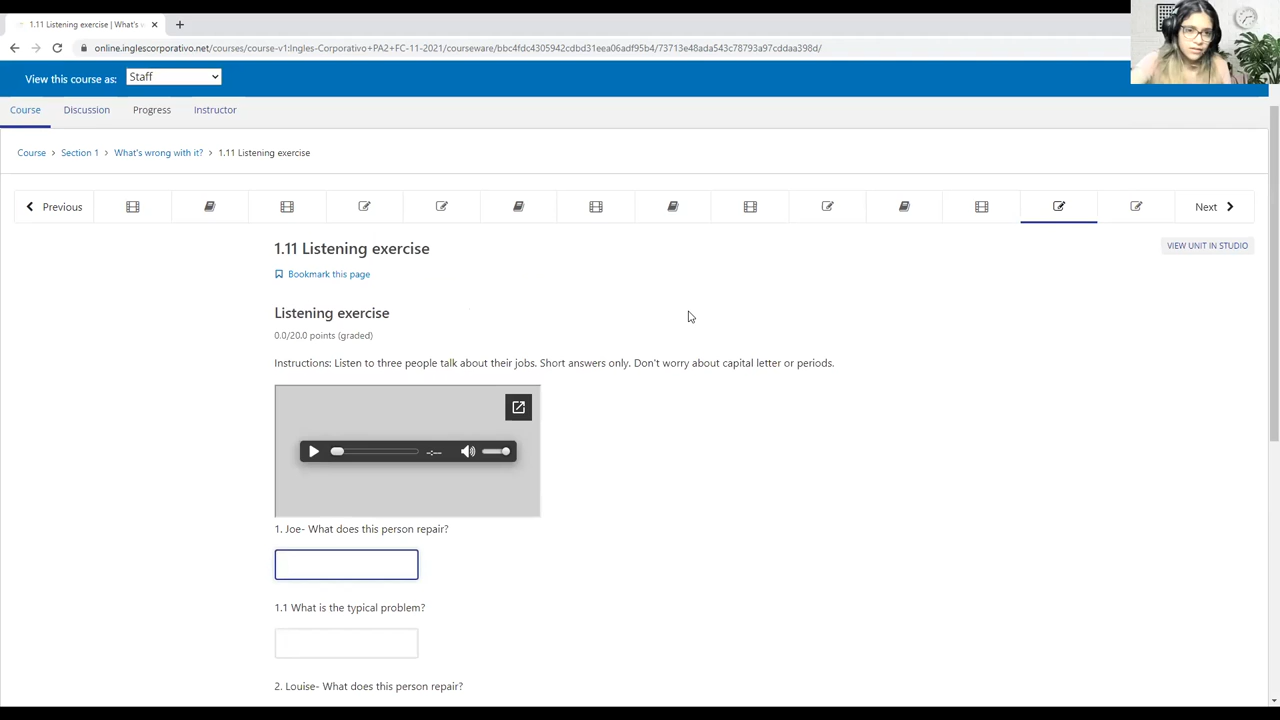 1.11 Listening exercise | What's v
online.inglescorporativo.net/courses/course-v1:Ingles-Corporativo+PA2+FC-11-2021/courseware/bbc4fdc4305942cdbd31eea06adf95b4/73713e48ada543c78793a97cddaa398d/
View this course as: Staff
Course Discussion Progress Instructor
Course > Section 1 > What's wrong with it? > 1.11 Listening exercise
Previous Next
1.11 Listening exercise
VIEW UNIT IN STUDIO
Bookmark this page
Listening exercise
0.0/20.0 points (graded)
Instructions: Listen to three people talk about their jobs. Short answers only. Don't worry about capital letter or periods.
-:--
1. Joe- What does this person repair?
1.1 What is the typical problem?
2. Louise- What does this person repair?